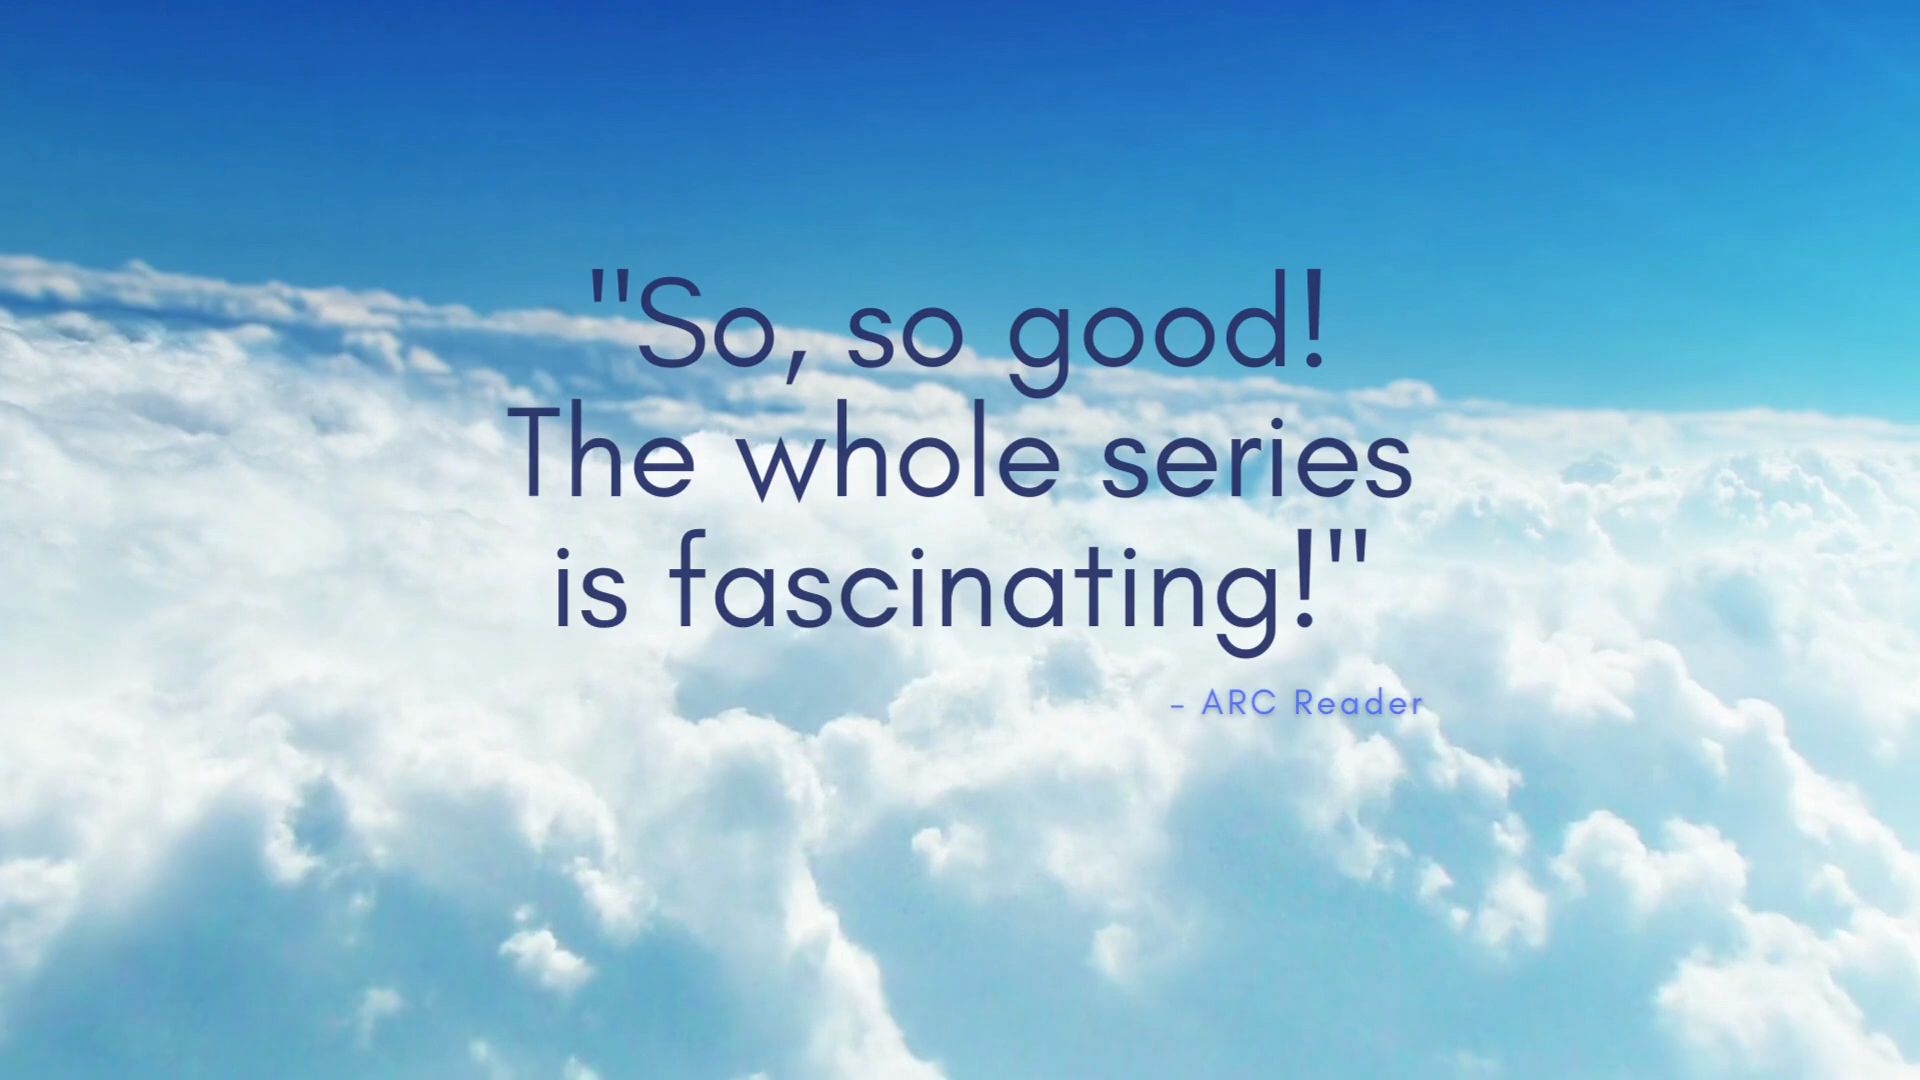 "So, so good!
The whole series
is fascinating!"
- ARC Reader